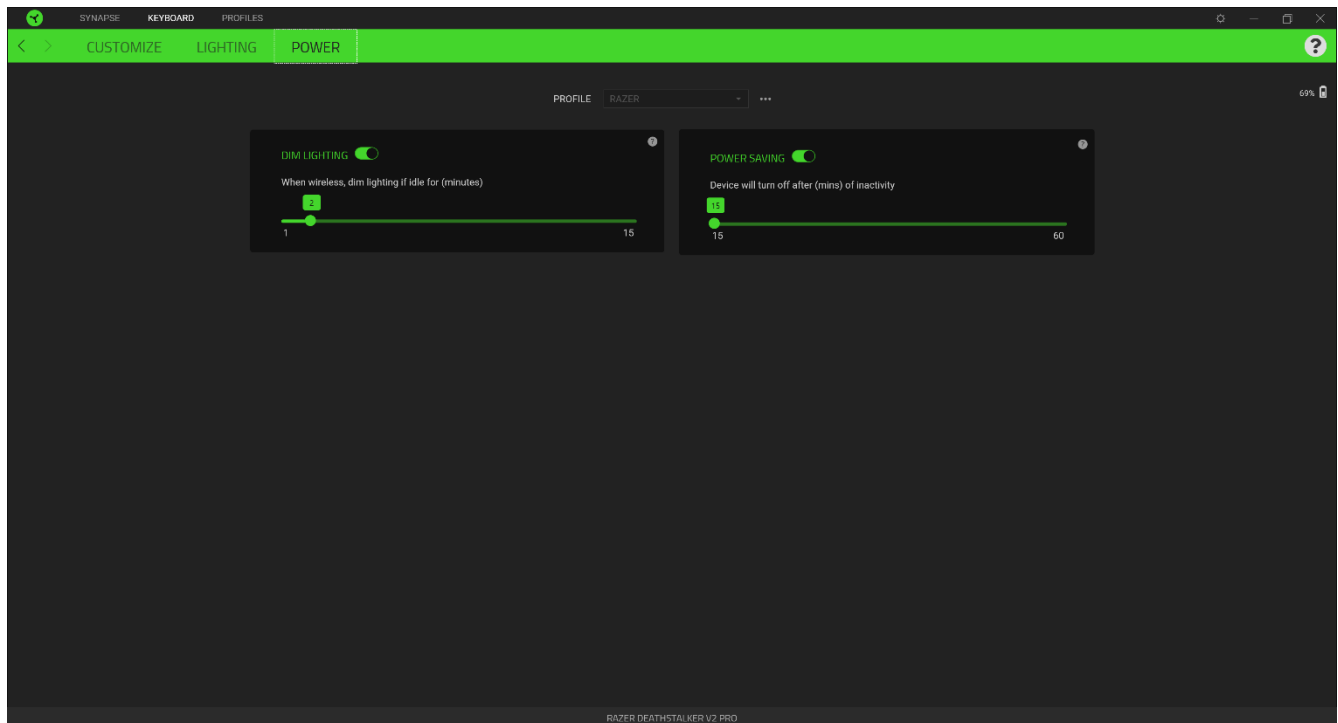 SYNAPSE KEYBOARD PROFILES
CUSTOMIZE LIGHTING POWER ?
PROFILE RAZER
69%
DIM LIGHTING
?
When wireless, dim lighting if idle for (minutes)
2
1 15
POWER SAVING
?
Device will turn off after (mins) of inactivity
15
15 60
RAZER DEATHSTALKER V2 PRO